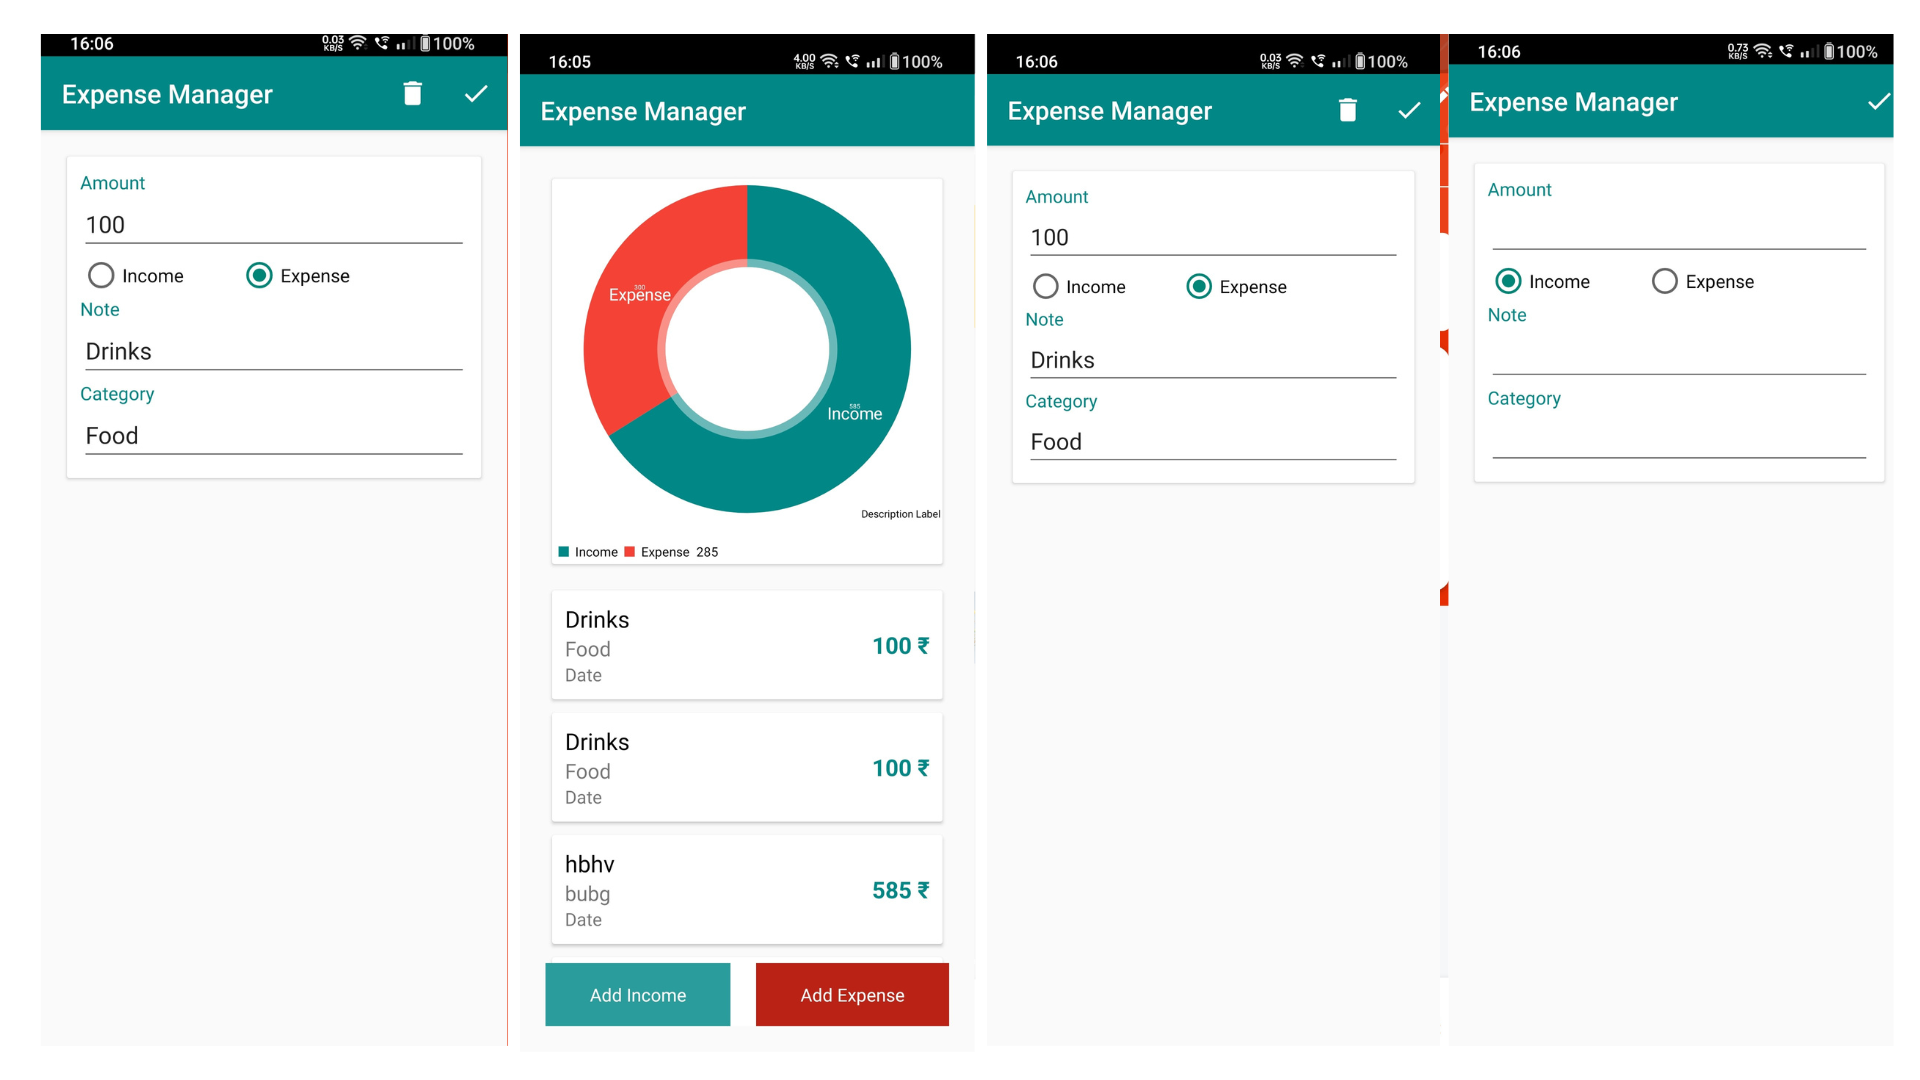 16:06 0.03 KB/S 100%
Expense Manager
Amount
100
Income Expense
Note
Drinks
Category
Food
16:05 4.00 KB/S 100%
Expense Manager
300
Expense
585
Income
Description Label
Income Expense 285
Drinks
Food
Date
100 ₹
Drinks
Food
Date
100 ₹
hbhv
bubg
Date
585 ₹
Add Income Add Expense
16:06 0.03 KB/S 100%
Expense Manager
Amount
100
Income Expense
Note
Drinks
Category
Food
16:06 0.73 KB/S 100%
Expense Manager
Amount
Income Expense
Note
Category